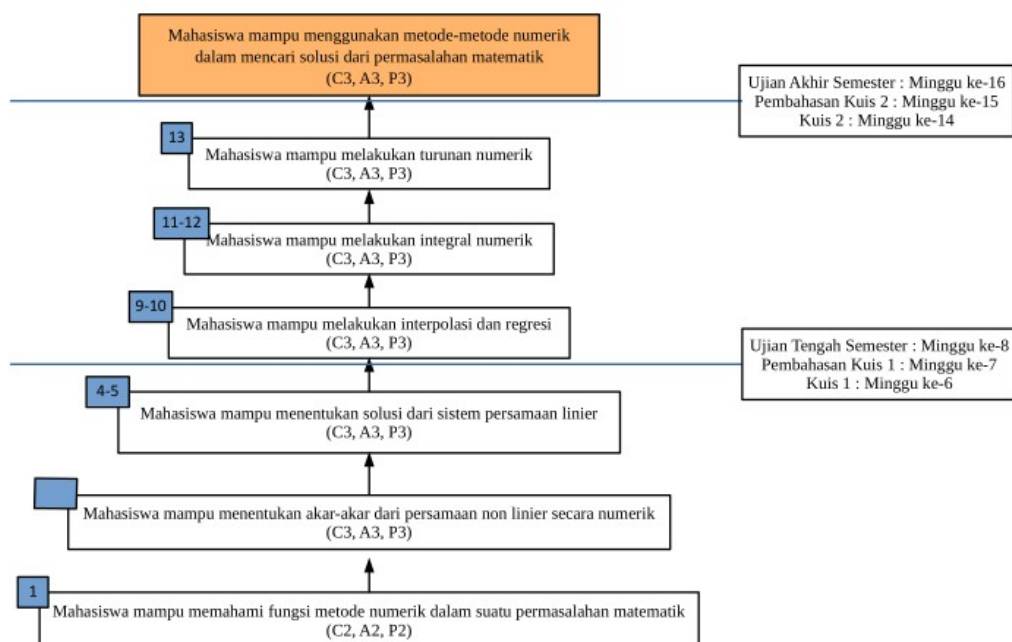 Mahasiswa mampu menggunakan metode-metode numerik
dalam mencari solusi dari permasalahan matematik
(C3, A3, P3)
Ujian Akhir Semester : Minggu ke-16
Pembahasan Kuis 2 : Minggu ke-15
Kuis 2 : Minggu ke-14
13
Mahasiswa mampu melakukan turunan numerik
(C3, A3, P3)
11-12
Mahasiswa mampu melakukan integral numerik
(C3, A3, P3)
9-10
Mahasiswa mampu melakukan interpolasi dan regresi
(C3, A3, P3)
Ujian Tengah Semester : Minggu ke-8
Pembahasan Kuis 1 : Minggu ke-7
Kuis 1 : Minggu ke-6
4-5
Mahasiswa mampu menentukan solusi dari sistem persamaan linier
(C3, A3, P3)
Mahasiswa mampu menentukan akar-akar dari persamaan non linier secara numerik
(C3, A3, P3)
1
Mahasiswa mampu memahami fungsi metode numerik dalam suatu permasalahan matematik
(C2, A2, P2)